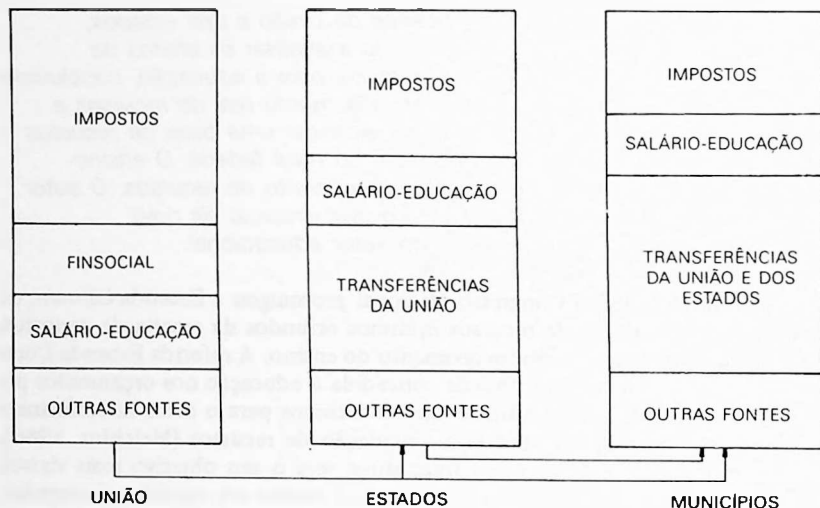 IMPOSTOS
FINSOCIAL
SALÁRIO-EDUCAÇÃO
OUTRAS FONTES
UNIÃO
IMPOSTOS
SALÁRIO-EDUCAÇÃO
TRANSFERÊNCIAS
DA UNIÃO
OUTRAS FONTES
ESTADOS
IMPOSTOS
SALÁRIO-EDUCAÇÃO
TRANSFERÊNCIAS
DA UNIÃO E DOS
ESTADOS
OUTRAS FONTES
MUNICÍPIOS